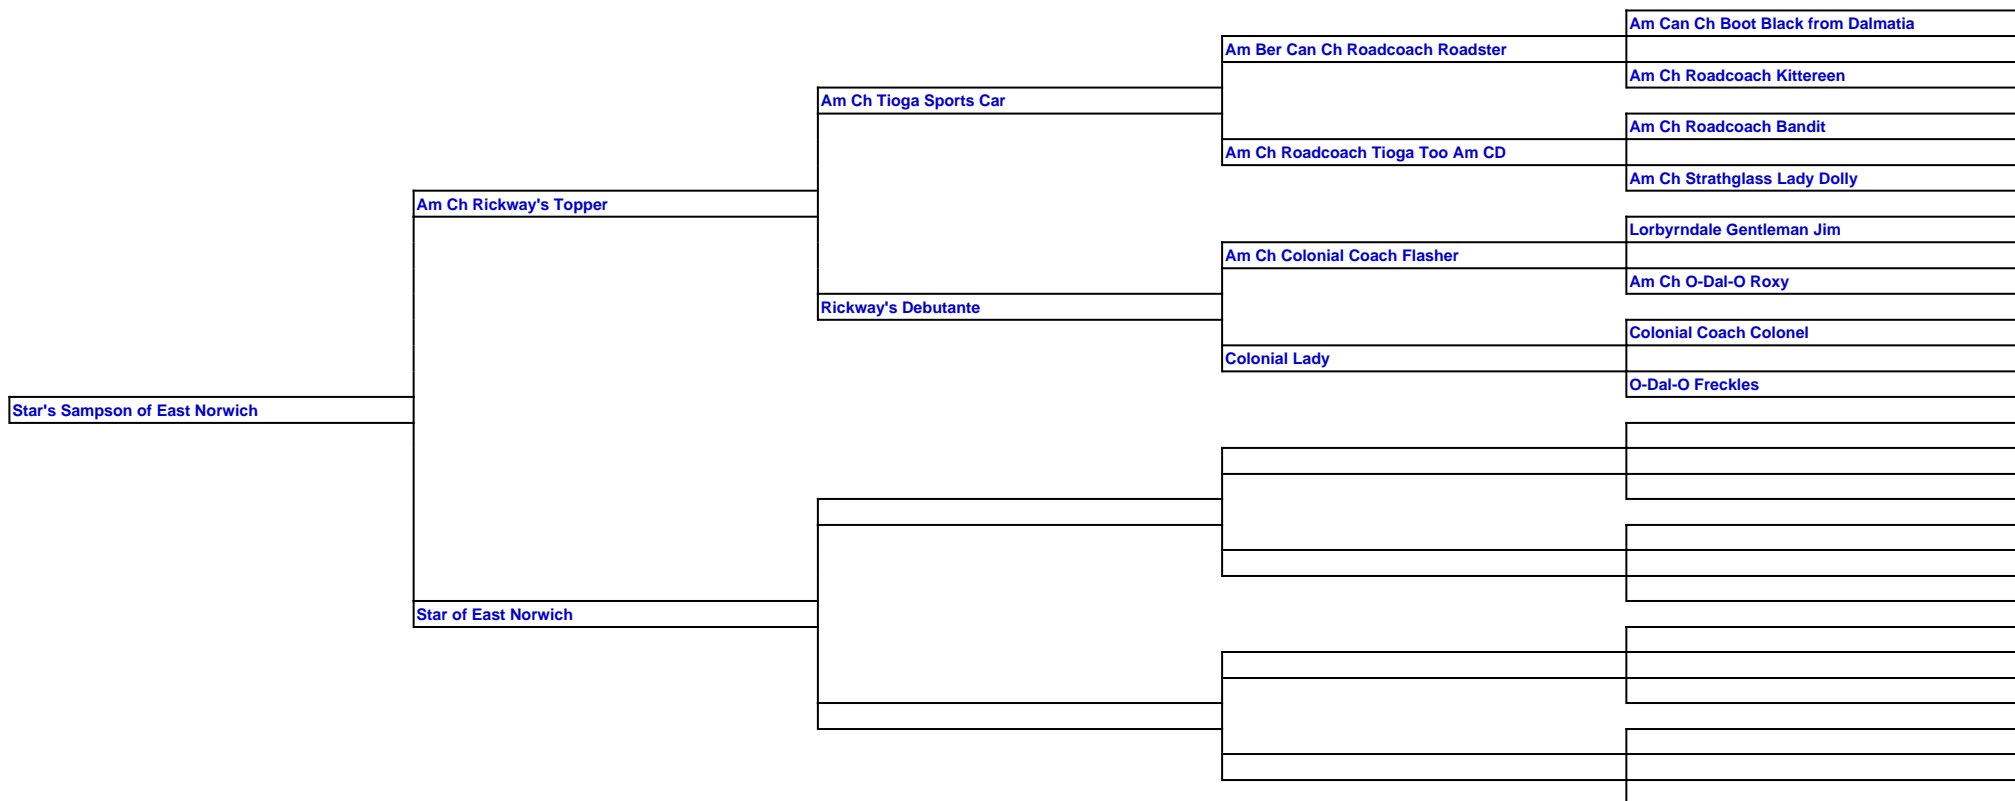 Am Can Ch Boot Black from Dalmatia
Am Ber Can Ch Roadcoach Roadster
Am Ch Roadcoach Kittereen
Am Ch Tioga Sports Car
Am Ch Roadcoach Bandit
Am Ch Roadcoach Tioga Too Am CD
Am Ch Strathglass Lady Dolly
Am Ch Rickway's Topper
Lorbyrndale Gentleman Jim
Am Ch Colonial Coach Flasher
Am Ch O-Dal-O Roxy
Rickway's Debutante
Colonial Coach Colonel
Colonial Lady
O-Dal-O Freckles
Star's Sampson of East Norwich
Star of East Norwich